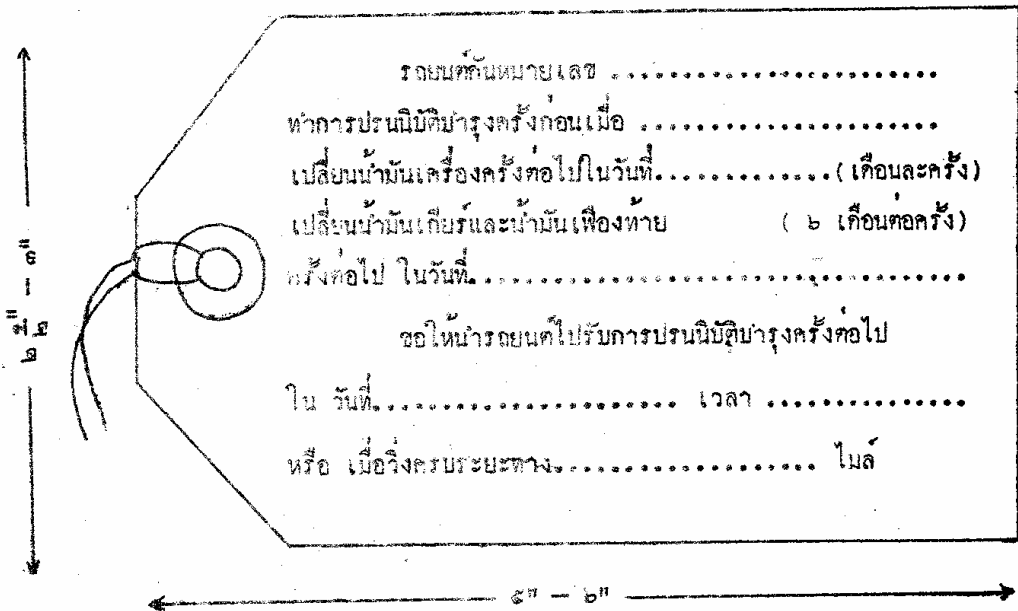 รถยนต์คันหมายเลข ........................
ทำการปรนนิบัติบำรุงครั้งก่อนเมื่อ ......................
เปลี่ยนน้ำมันเครื่องครั้งต่อไปในวันที่..............(เดือนละครั้ง)
เปลี่ยนน้ำมันเกียร์และน้ำมันเฟืองท้าย ( ๖ เดือนต่อครั้ง)
ครั้งต่อไป ในวันที่....................................
ขอให้นำรถยนต์ไปรับการปรนนิบัติบำรุงครั้งต่อไป
ใน วันที่....................... เวลา ...............
หรือ เมื่อวิ่งครบระยะทาง.................... ไมล์
๕" – ๖"